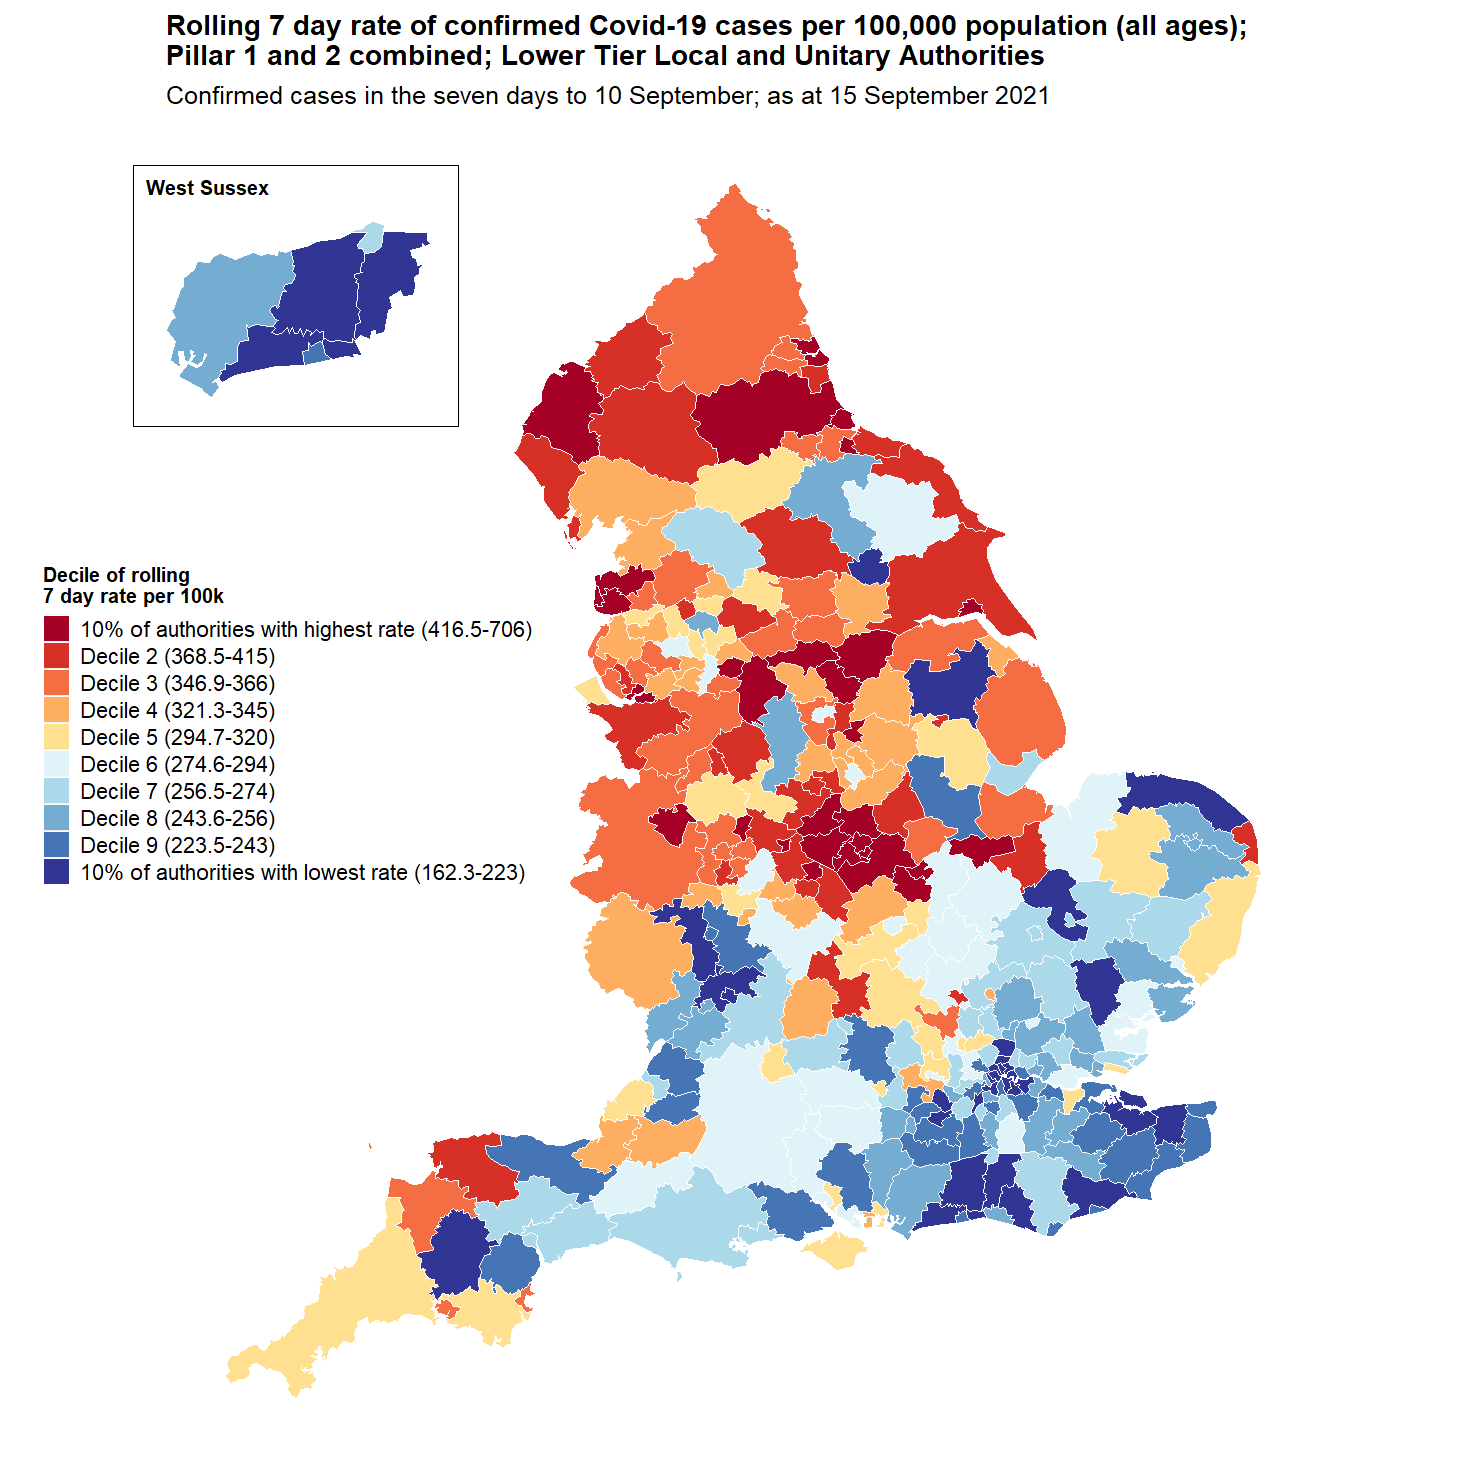 Rolling 7 day rate of confirmed Covid-19 cases per 100,000 population (all ages);
Pillar 1 and 2 combined; Lower Tier Local and Unitary Authorities
Confirmed cases in the seven days to 10 September; as at 15 September 2021
West Sussex
Decile of rolling
7 day rate per 100k
10% of authorities with highest rate (416.5-706)
Decile 2 (368.5-415)
Decile 3 (346.9-366)
Decile 4 (321.3-345)
Decile 5 (294.7-320)
Decile 6 (274.6-294)
Decile 7 (256.5-274)
Decile 8 (243.6-256)
Decile 9 (223.5-243)
10% of authorities with lowest rate (162.3-223)